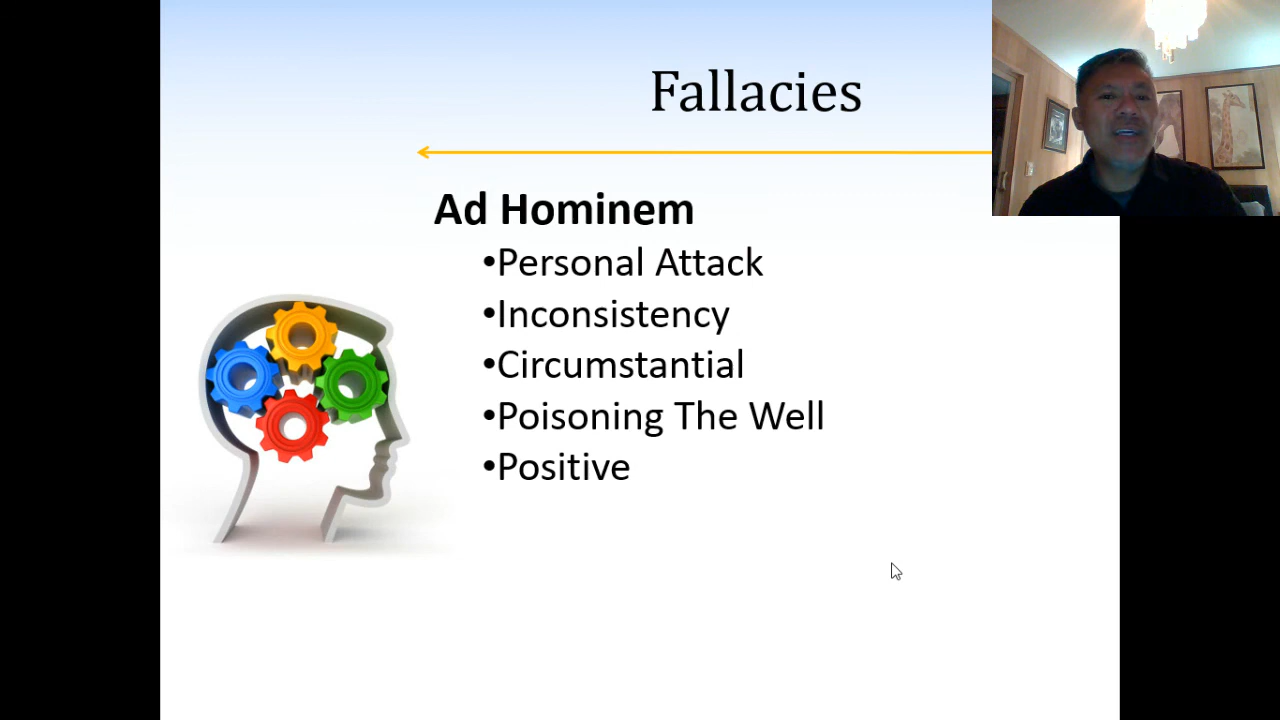 Fallacies
Ad Hominem
•Personal Attack
•Inconsistency
•Circumstantial
•Poisoning The Well
•Positive